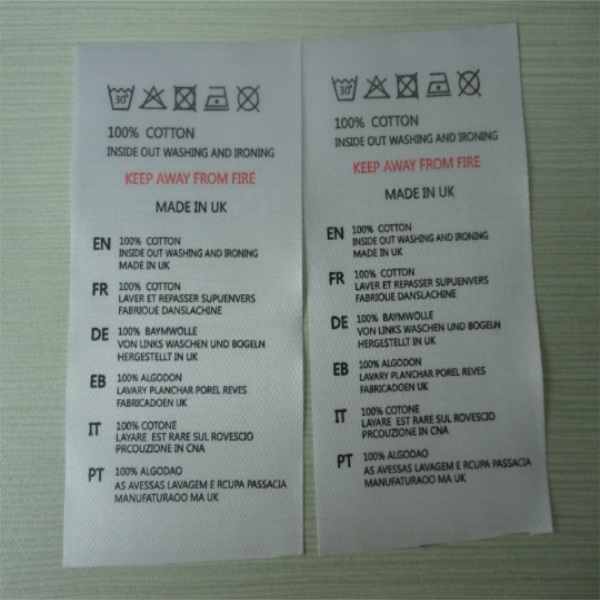 30°
100% COTTON
INSIDE OUT WASHING AND IRONING
KEEP AWAY FROM FIRE
MADE IN UK
EN 100% COTTON
INSIDE OUT WASHING AND IRONING
MADE IN UK
FR 100% COTTON
LAVER ET REPASSER SUPUENVERS
FABRIOUE DANSLACHINE
DE 100% BAYMWOLLE
VON LINKS WASCHEN UND BOGELN
HERGESTELLT IN UK
EB 100% ALGODON
LAVARY PLANCHAR POREL REVES
FABRICADOEN UK
IT 100% COTONE
LAYARE EST RARE SUL ROVESCIO
PRCOUZIONE IN CNA
PT 100% ALGODAO
AS AVESSAS LAVAGEM E RCUPA PASSACIA
MANUFATURAOO MA UK
30°
100% COTTON
INSIDE OUT WASHING AND IRONING
KEEP AWAY FROM FIRE
MADE IN UK
EN 100% COTTON
INSIDE OUT WASHING AND IRONING
MADE IN UK
FR 100% COTTON
LAVER ET REPASSER SUPUENVERS
FABRIOUE DANSLACHINE
DE 100% BAYMWOLLE
VON LINKS WASCHEN UND BOGELN
HERGESTELLT IN UK
EB 100% ALGODON
LAVARY PLANCHAR POREL REVES
FABRICADOEN UK
IT 100% COTONE
LAYARE EST RARE SUL ROVESCIO
PRCOUZIONE IN CNA
PT 100% ALGODAO
AS AVESSAS LAVAGEM E RCUPA PASSACIA
MANUFATURAOO MA UK